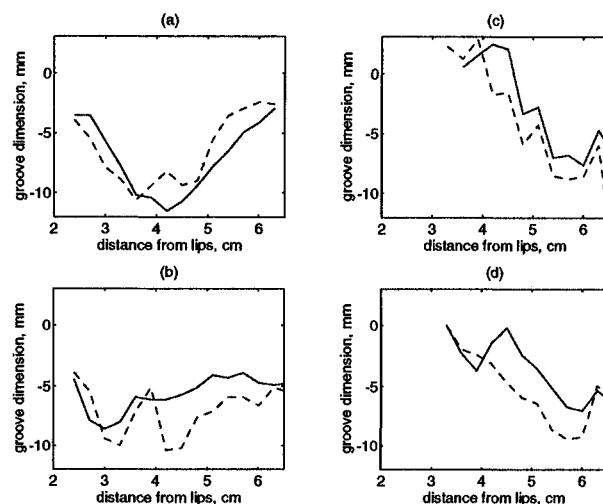 (a)
groove dimension, mm
0
-5
-10
2 3 4 5 6
distance from lips, cm
(c)
groove dimension, mm
0
-5
-10
2 3 4 5 6
distance from lips, cm
(b)
groove dimension, mm
0
-5
-10
2 3 4 5 6
distance from lips, cm
(d)
groove dimension, mm
0
-5
-10
2 3 4 5 6
distance from lips, cm